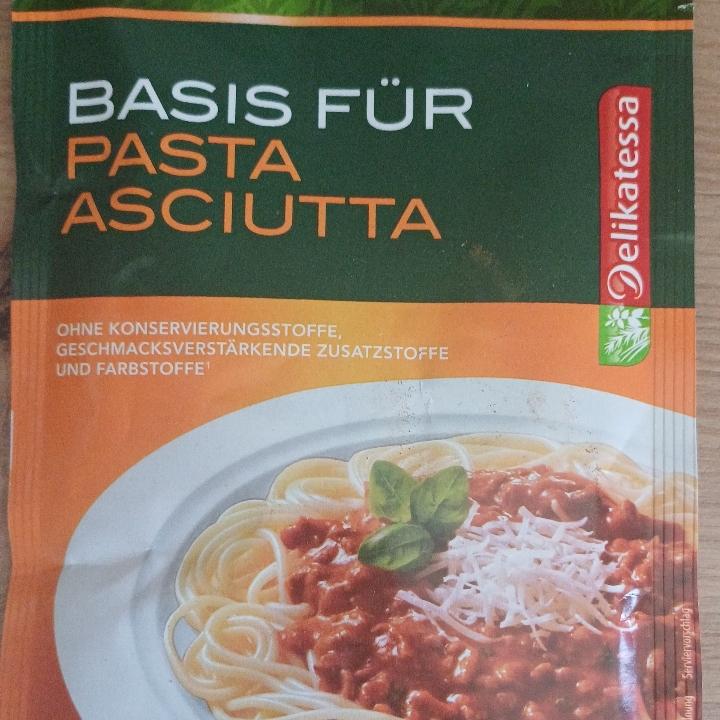 BASIS FÜR
PASTA
ASCIUTTA
Delikatessa
OHNE KONSERVIERUNGSSTOFFE,
GESCHMACKSVERSTÄRKENDE ZUSATZSTOFFE
UND FARBSTOFFE¹
Serviervorschlag